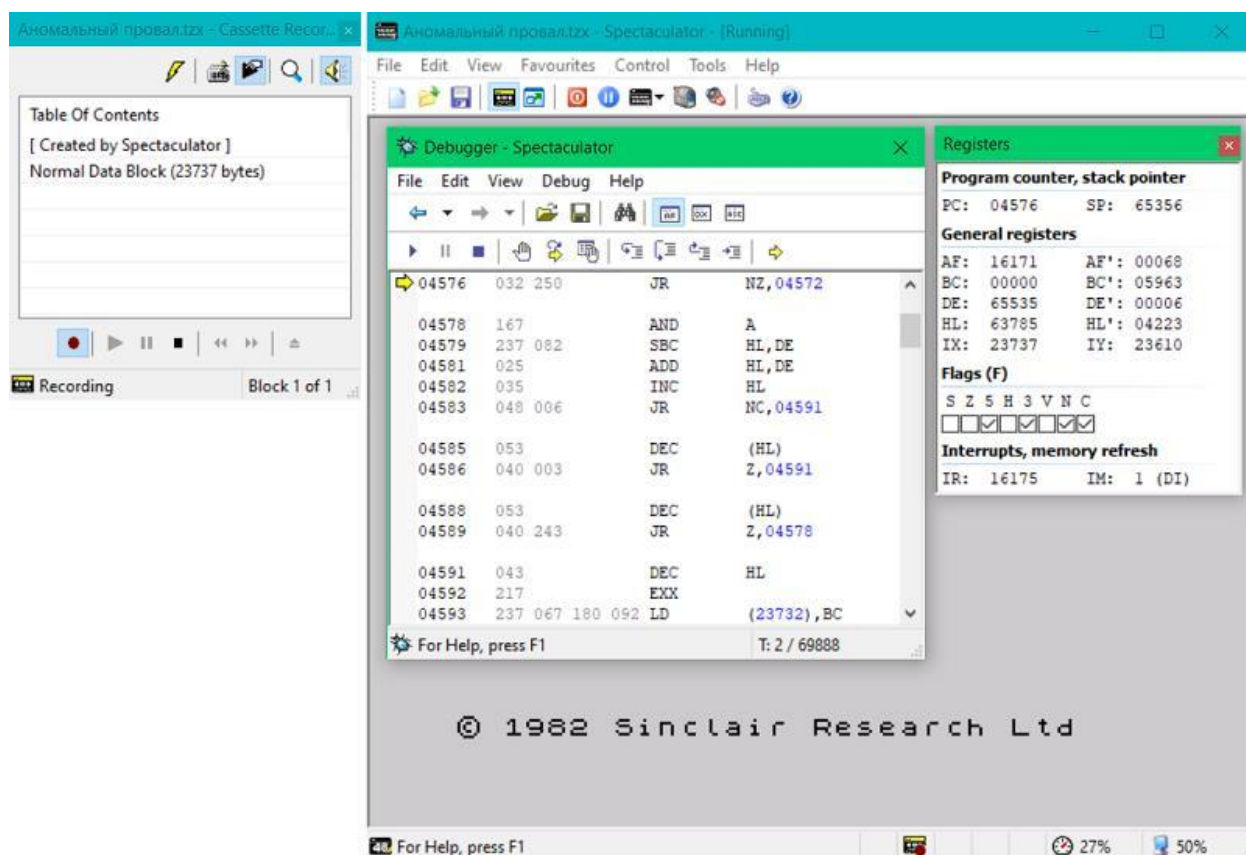 Аномальный провал.tzx - Cassette Recor...
Table Of Contents
[ Created by Spectaculator ]
Normal Data Block (23737 bytes)
Recording
Block 1 of 1
Аномальный провал.tzx - Spectaculator - [Running]
File Edit View Favourites Control Tools Help
Debugger - Spectaculator
File Edit View Debug Help
04576 032 250 JR NZ,04572
04578 167 AND A
04579 237 082 SBC HL,DE
04581 025 ADD HL,DE
04582 035 INC HL
04583 048 006 JR NC,04591
04585 053 DEC (HL)
04586 040 003 JR Z,04591
04588 053 DEC (HL)
04589 040 243 JR Z,04578
04591 043 DEC HL
04592 217 EXX
04593 237 067 180 092 LD (23732),BC
For Help, press F1
T: 2 / 69888
Registers
Program counter, stack pointer
PC: 04576 SP: 65356
General registers
AF: 16171 AF': 00068
BC: 00000 BC': 05963
DE: 65535 DE': 00006
HL: 63785 HL': 04223
IX: 23737 IY: 23610
Flags (F)
S Z 5 H 3 V N C
Interrupts, memory refresh
IR: 16175 IM: 1 (DI)
© 1982 Sinclair Research Ltd
For Help, press F1
27%
50%